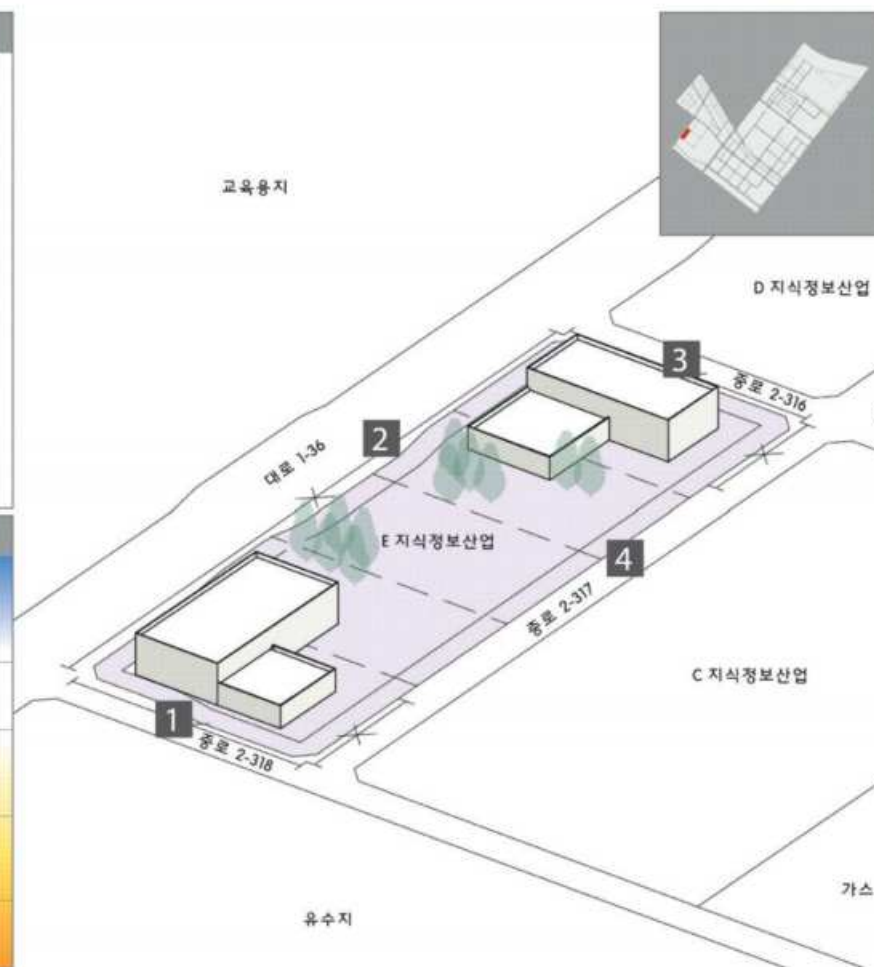 교육용지
D 지식정보산업
3
중로 2-316
2
대로 1-36
E 지식정보산업
4
중로 2-317
C 지식정보산업
1
중로 2-318
가스
유수지